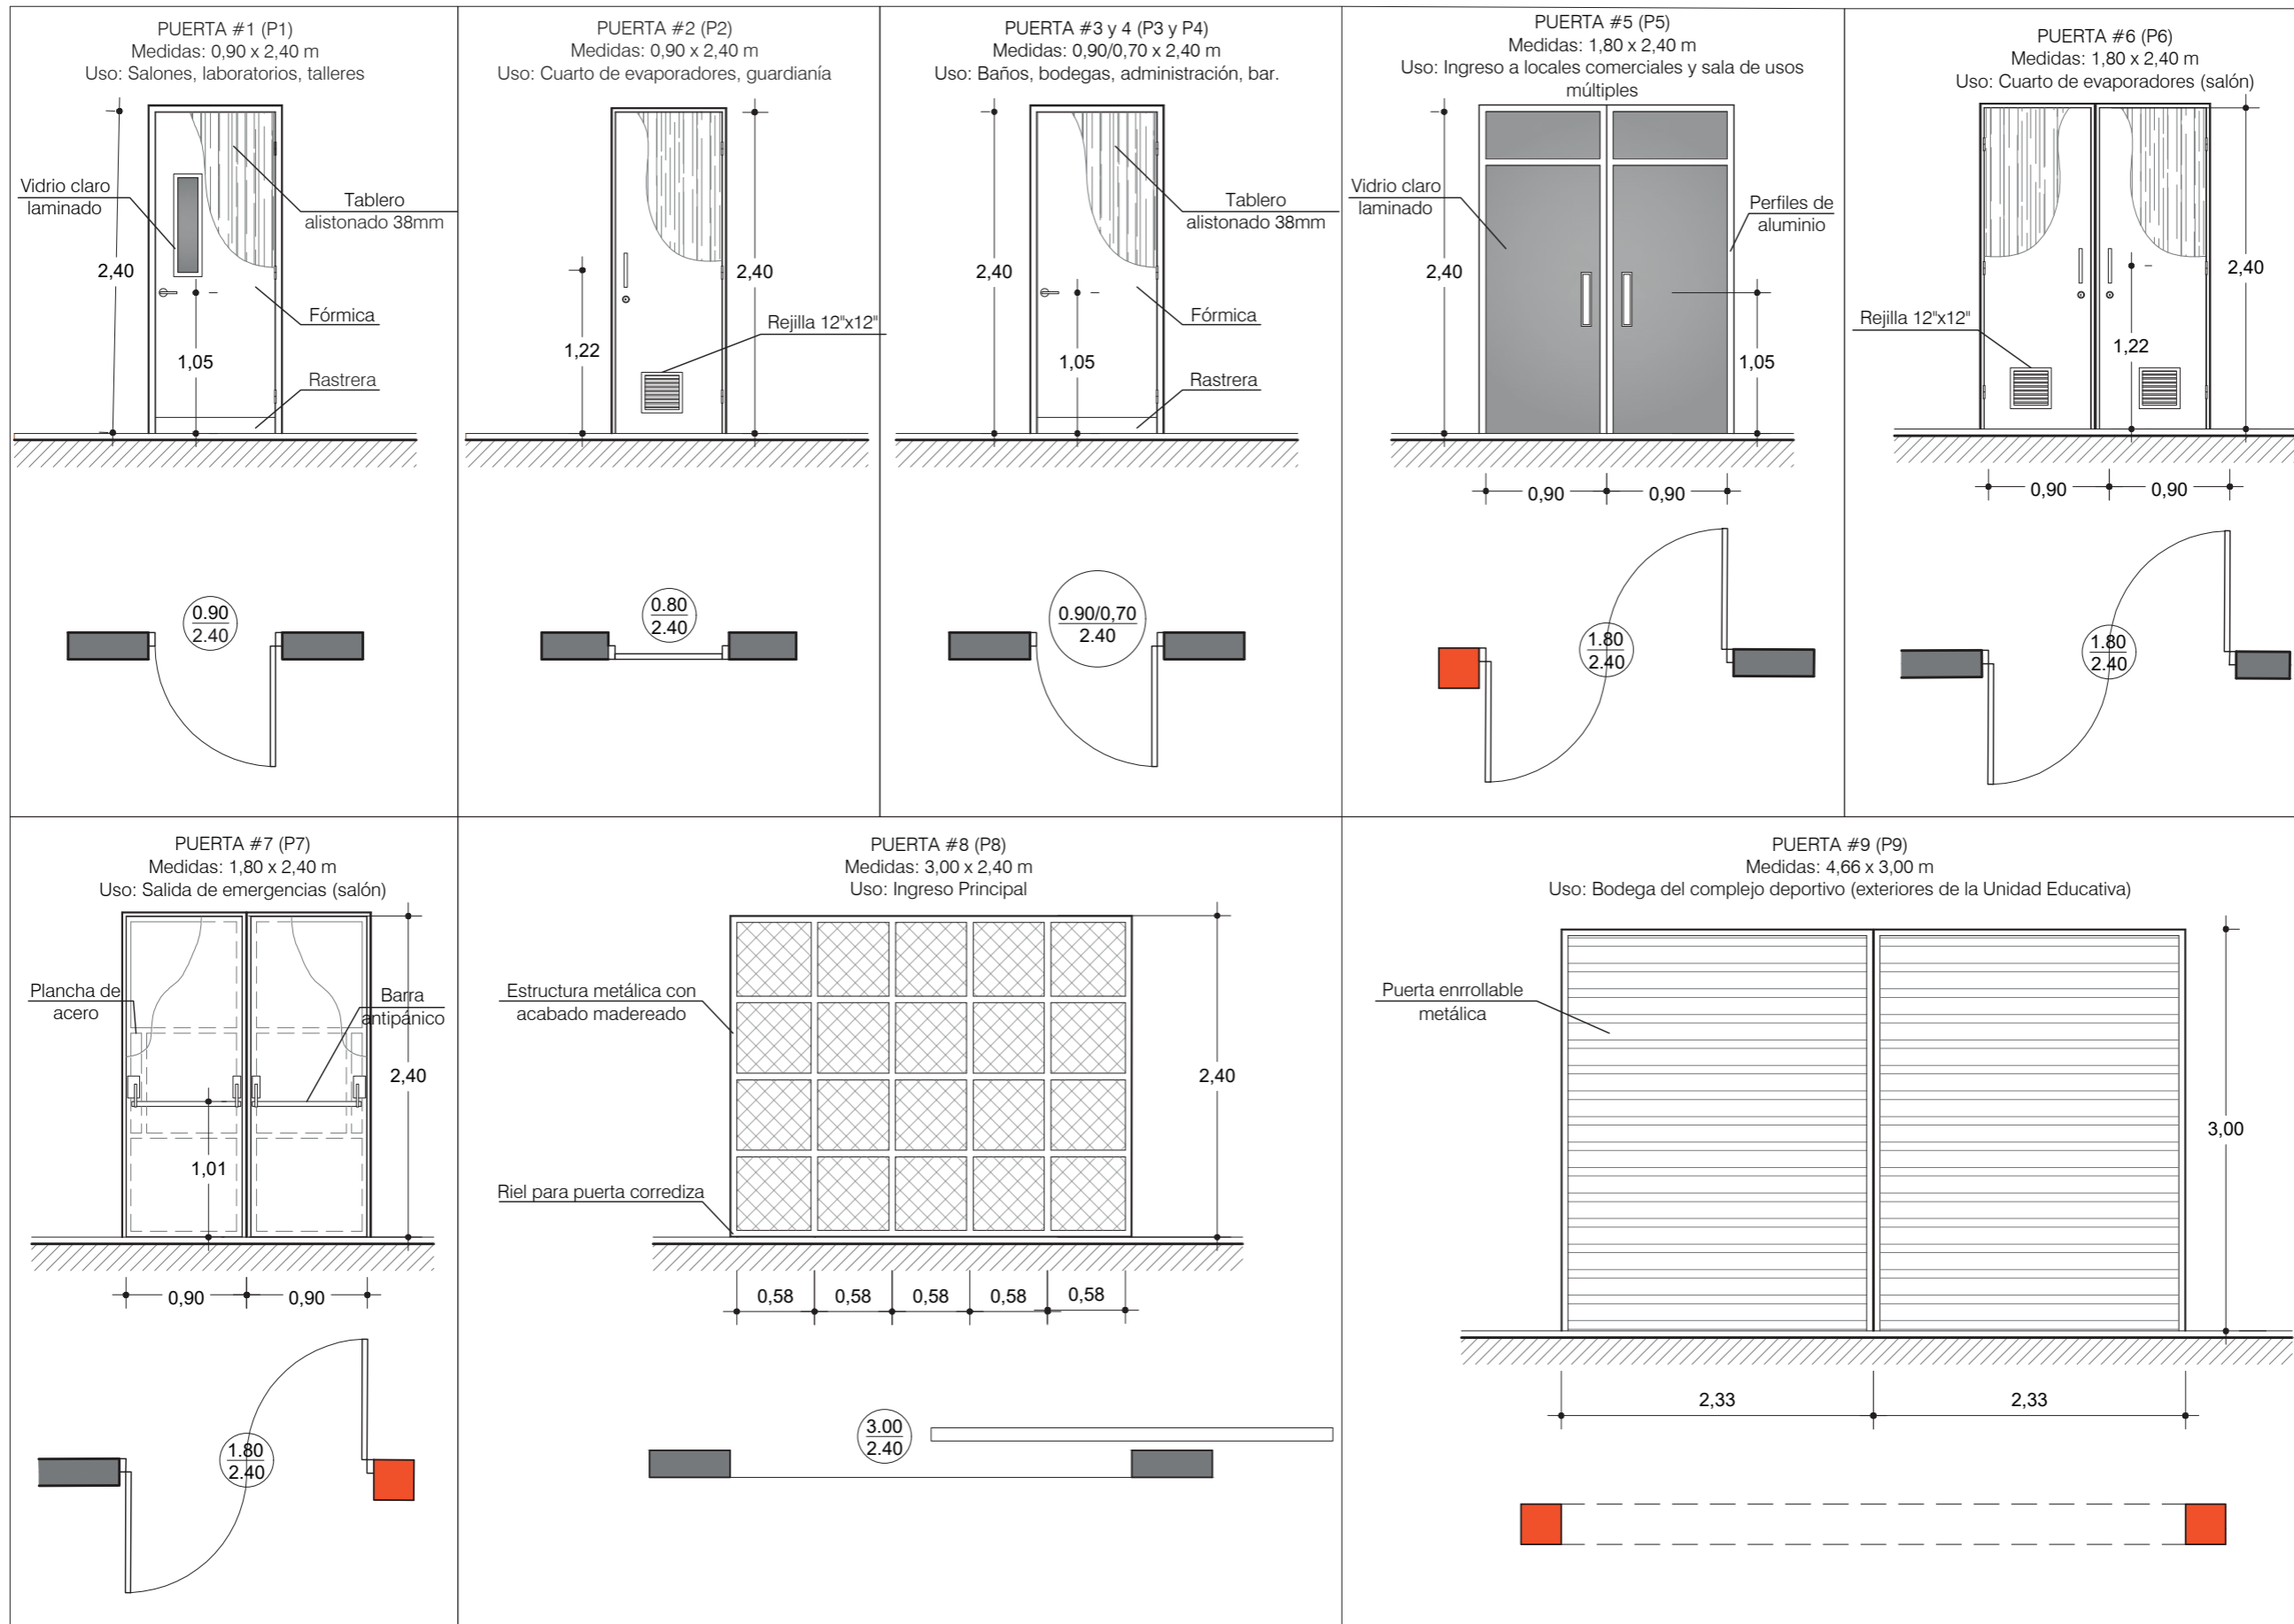 PUERTA #1 (P1)
Medidas: 0,90 x 2,40 m
Uso: Salones, laboratorios, talleres
Vidrio claro
laminado
Tablero
alistonado 38mm
2,40
Fórmica
1,05
Rastrera
0.90
2.40
PUERTA #2 (P2)
Medidas: 0,90 x 2,40 m
Uso: Cuarto de evaporadores, guardianía
2,40
Rejilla 12"x12"
1,22
0.80
2.40
PUERTA #3 y 4 (P3 y P4)
Medidas: 0,90/0,70 x 2,40 m
Uso: Baños, bodegas, administración, bar.
Tablero
alistonado 38mm
2,40
Fórmica
1,05
Rastrera
0.90/0,70
2.40
PUERTA #5 (P5)
Medidas: 1,80 x 2,40 m
Uso: Ingreso a locales comerciales y sala de usos
múltiples
Vidrio claro
laminado
Perfiles de
aluminio
2,40
1,05
0,90
0,90
1.80
2.40
PUERTA #6 (P6)
Medidas: 1,80 x 2,40 m
Uso: Cuarto de evaporadores (salón)
2,40
Rejilla 12"x12"
1,22
0,90
0,90
1.80
2.40
PUERTA #7 (P7)
Medidas: 1,80 x 2,40 m
Uso: Salida de emergencias (salón)
Plancha de
acero
Barra
antipánico
2,40
1,01
0,90
0,90
1.80
2.40
PUERTA #8 (P8)
Medidas: 3,00 x 2,40 m
Uso: Ingreso Principal
Estructura metálica con
acabado madereado
2,40
Riel para puerta corrediza
0,58
0,58
0,58
0,58
0,58
3.00
2.40
PUERTA #9 (P9)
Medidas: 4,66 x 3,00 m
Uso: Bodega del complejo deportivo (exteriores de la Unidad Educativa)
Puerta enrrollable
metálica
3,00
2,33
2,33